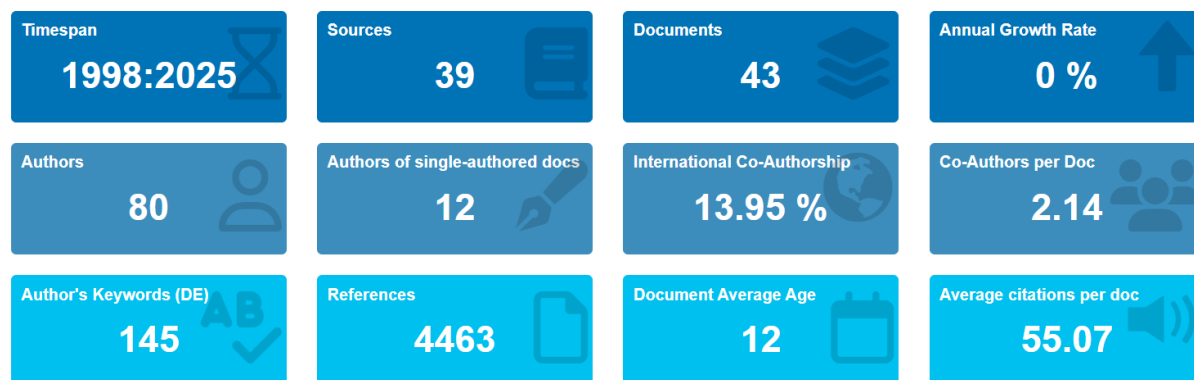 Timespan
1998:2025
Sources
39
Documents
43
Annual Growth Rate
0 %
Authors
80
Authors of single-authored docs
12
International Co-Authorship
13.95 %
Co-Authors per Doc
2.14
Author's Keywords (DE)
AB
145
References
4463
Document Average Age
12
Average citations per doc
55.07